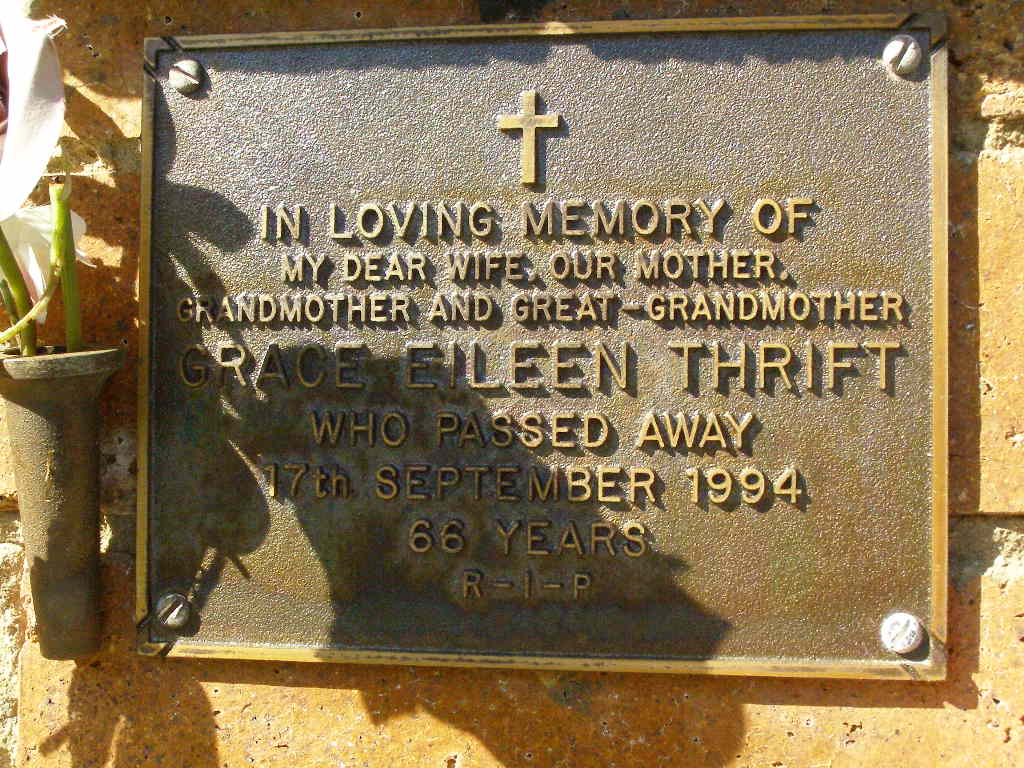 IN LOVING MEMORY OF
MY DEAR WIFE, OUR MOTHER,
GRANDMOTHER AND GREAT-GRANDMOTHER
GRACE EILEEN THRIFT
WHO PASSED AWAY
17th SEPTEMBER 1994
66 YEARS
R-I-P